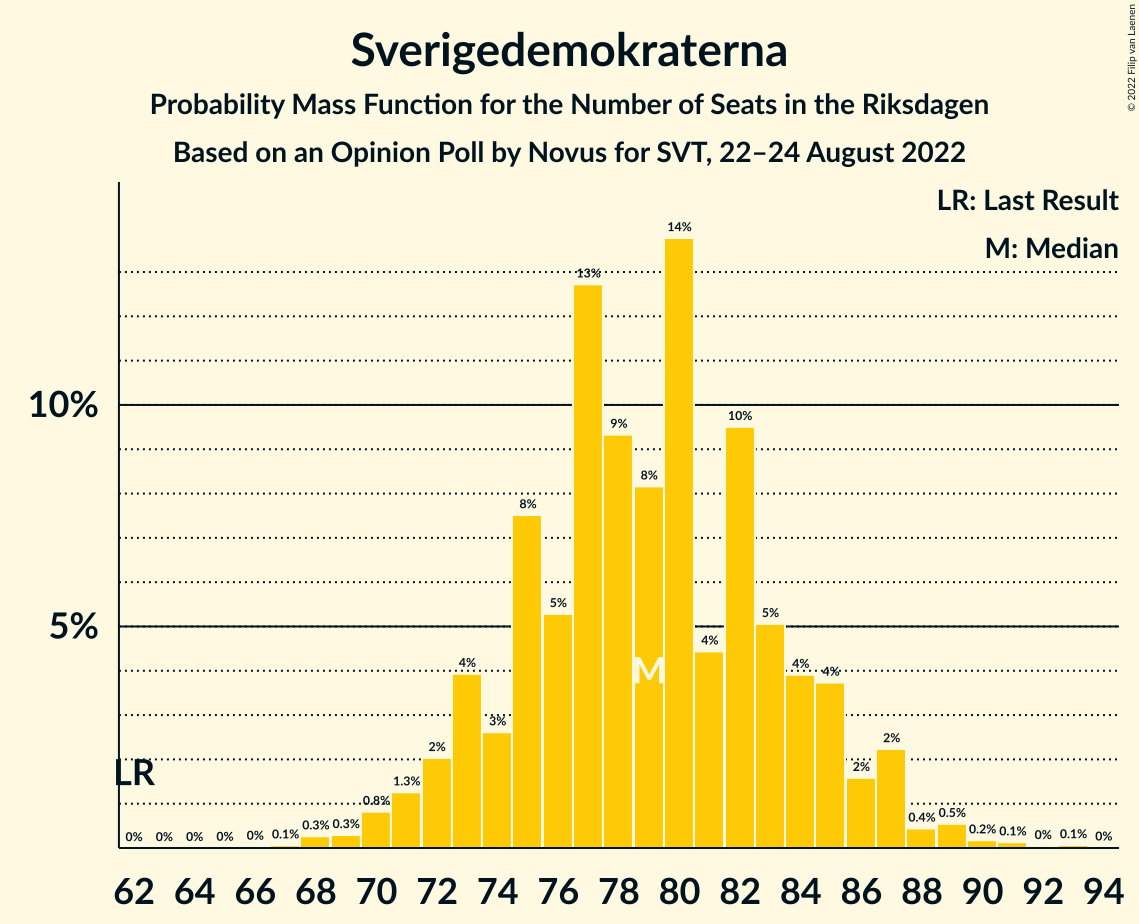 Sverigedemokraterna
Probability Mass Function for the Number of Seats in the Riksdagen
Based on an Opinion Poll by Novus for SVT, 22–24 August 2022
© 2022 Filip van Laenen
LR: Last Result
M: Median
10%
5%
LR
M
0% 0% 0% 0% 0% 0.1% 0.3% 0.3% 0.8% 1.3% 2% 4% 3% 8% 5% 13% 9% 8% 14% 4% 10% 5% 4% 4% 2% 2% 0.4% 0.5% 0.2% 0.1% 0% 0.1% 0%
62 64 66 68 70 72 74 76 78 80 82 84 86 88 90 92 94